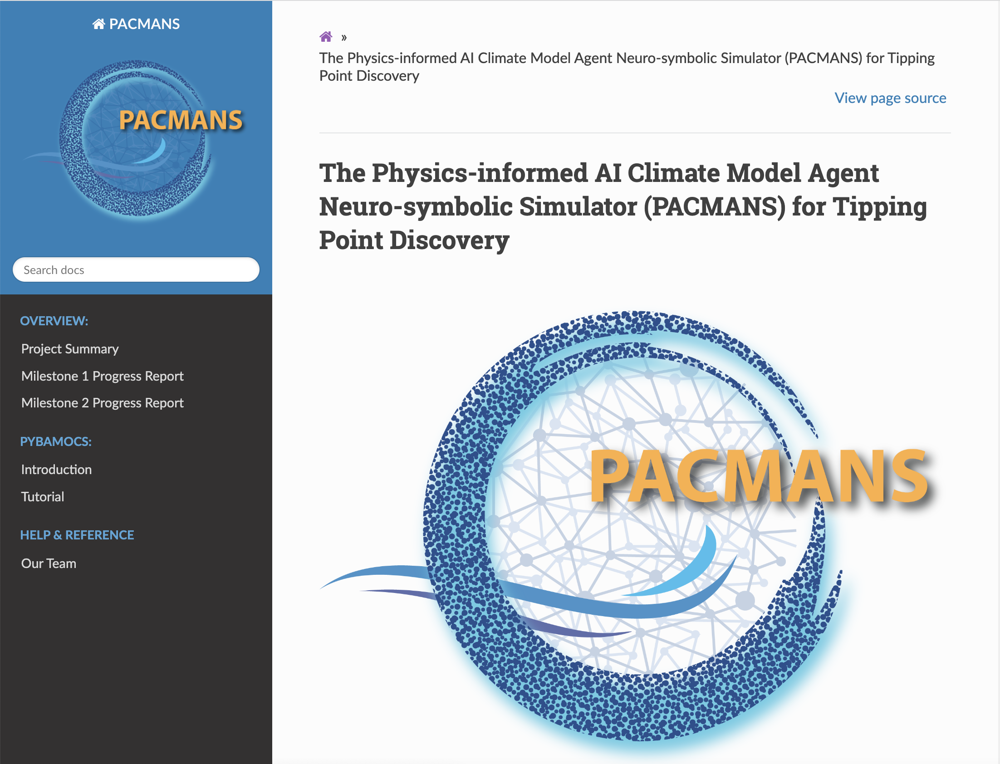 PACMANS
PACMANS
Search docs
OVERVIEW:
Project Summary
Milestone 1 Progress Report
Milestone 2 Progress Report
PYBAMOCS:
Introduction
Tutorial
HELP & REFERENCE
Our Team
»
The Physics-informed AI Climate Model Agent Neuro-symbolic Simulator (PACMANS) for Tipping
Point Discovery
View page source
The Physics-informed AI Climate Model Agent
Neuro-symbolic Simulator (PACMANS) for Tipping
Point Discovery
PACMANS